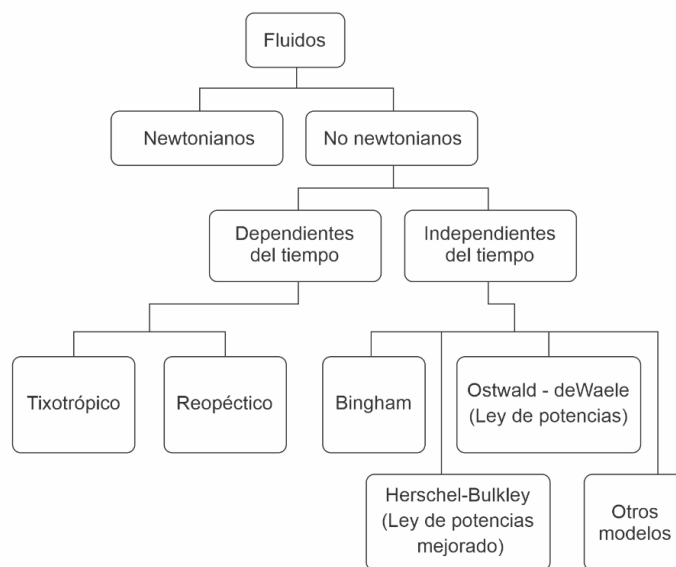 Fluidos
Newtonianos
No newtonianos
Dependientes
del tiempo
Independientes
del tiempo
Tixotrópico
Reopéctico
Bingham
Ostwald - deWaele
(Ley de potencias)
Herschel-Bulkley
(Ley de potencias
mejorado)
Otros
modelos